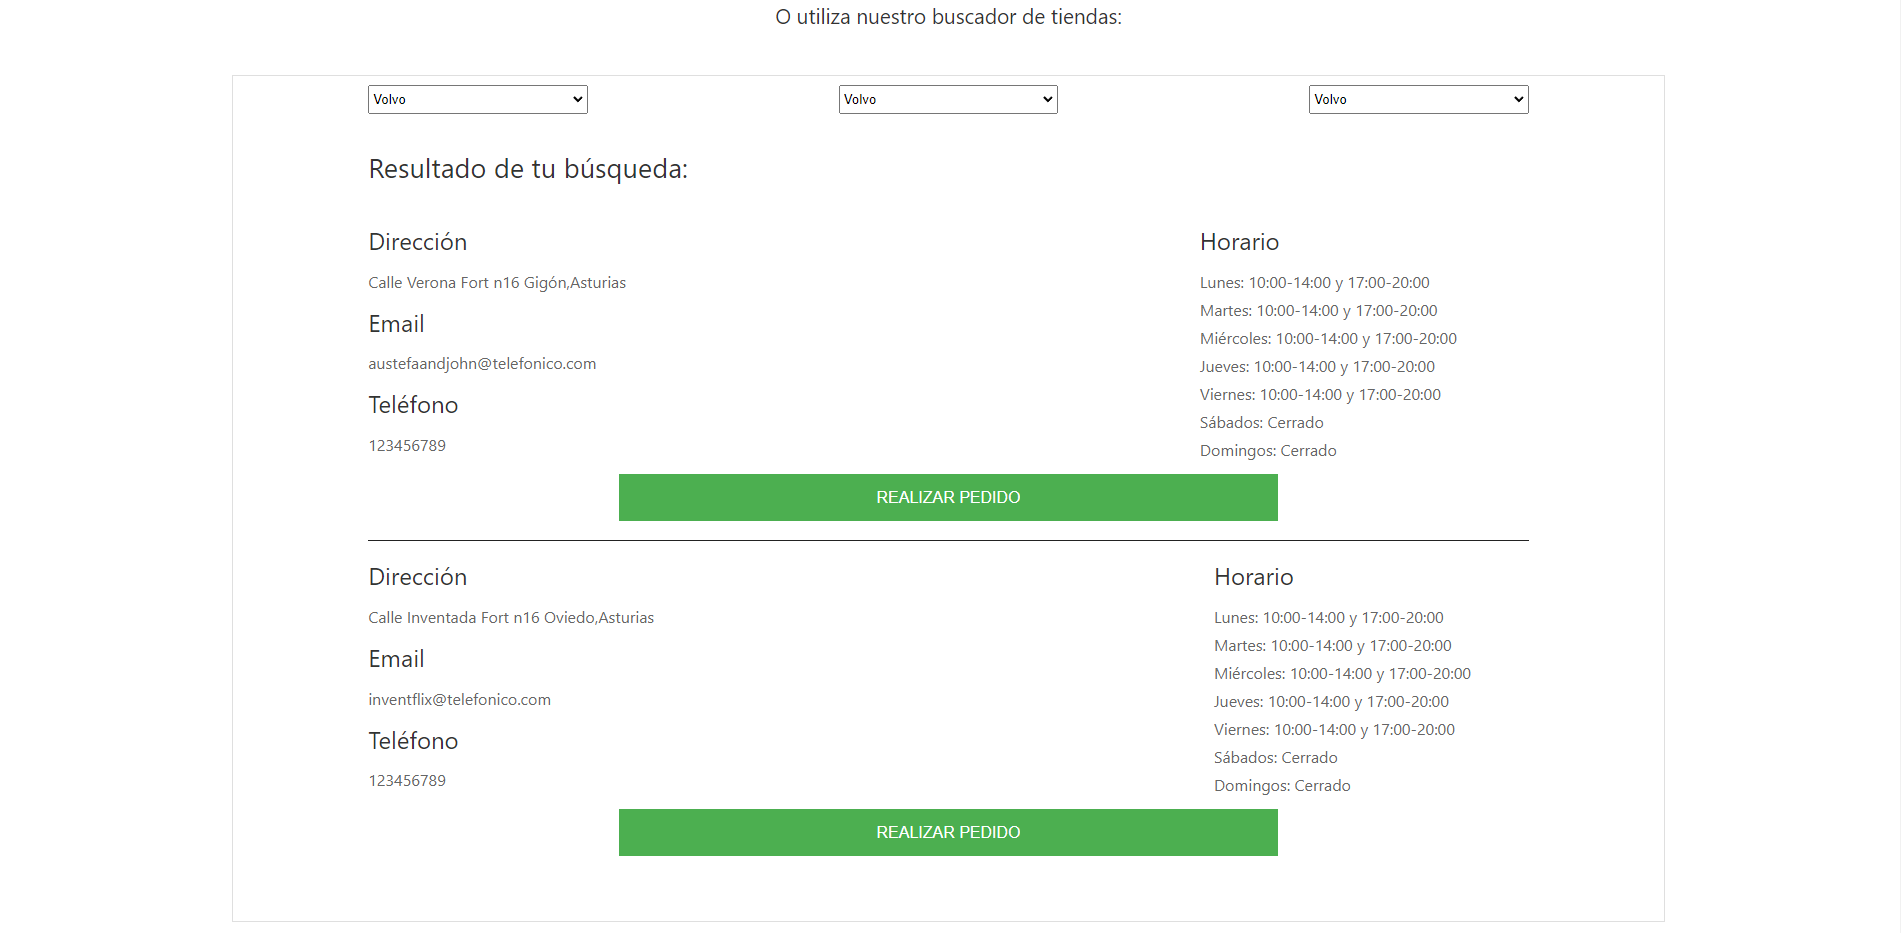 O utiliza nuestro buscador de tiendas:
Volvo
Volvo
Volvo
Resultado de tu búsqueda:
Dirección
Calle Verona Fort n16 Gigón,Asturias
Email
austefaandjohn@telefonico.com
Teléfono
123456789
Horario
Lunes: 10:00-14:00 y 17:00-20:00
Martes: 10:00-14:00 y 17:00-20:00
Miércoles: 10:00-14:00 y 17:00-20:00
Jueves: 10:00-14:00 y 17:00-20:00
Viernes: 10:00-14:00 y 17:00-20:00
Sábados: Cerrado
Domingos: Cerrado
REALIZAR PEDIDO
Dirección
Calle Inventada Fort n16 Oviedo,Asturias
Email
inventflix@telefonico.com
Teléfono
123456789
Horario
Lunes: 10:00-14:00 y 17:00-20:00
Martes: 10:00-14:00 y 17:00-20:00
Miércoles: 10:00-14:00 y 17:00-20:00
Jueves: 10:00-14:00 y 17:00-20:00
Viernes: 10:00-14:00 y 17:00-20:00
Sábados: Cerrado
Domingos: Cerrado
REALIZAR PEDIDO